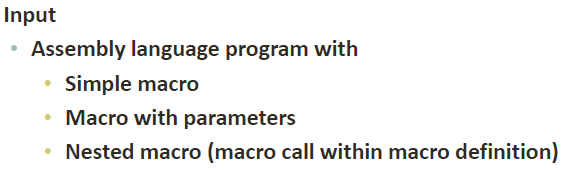 Input
• Assembly language program with
• Simple macro
• Macro with parameters
• Nested macro (macro call within macro definition)